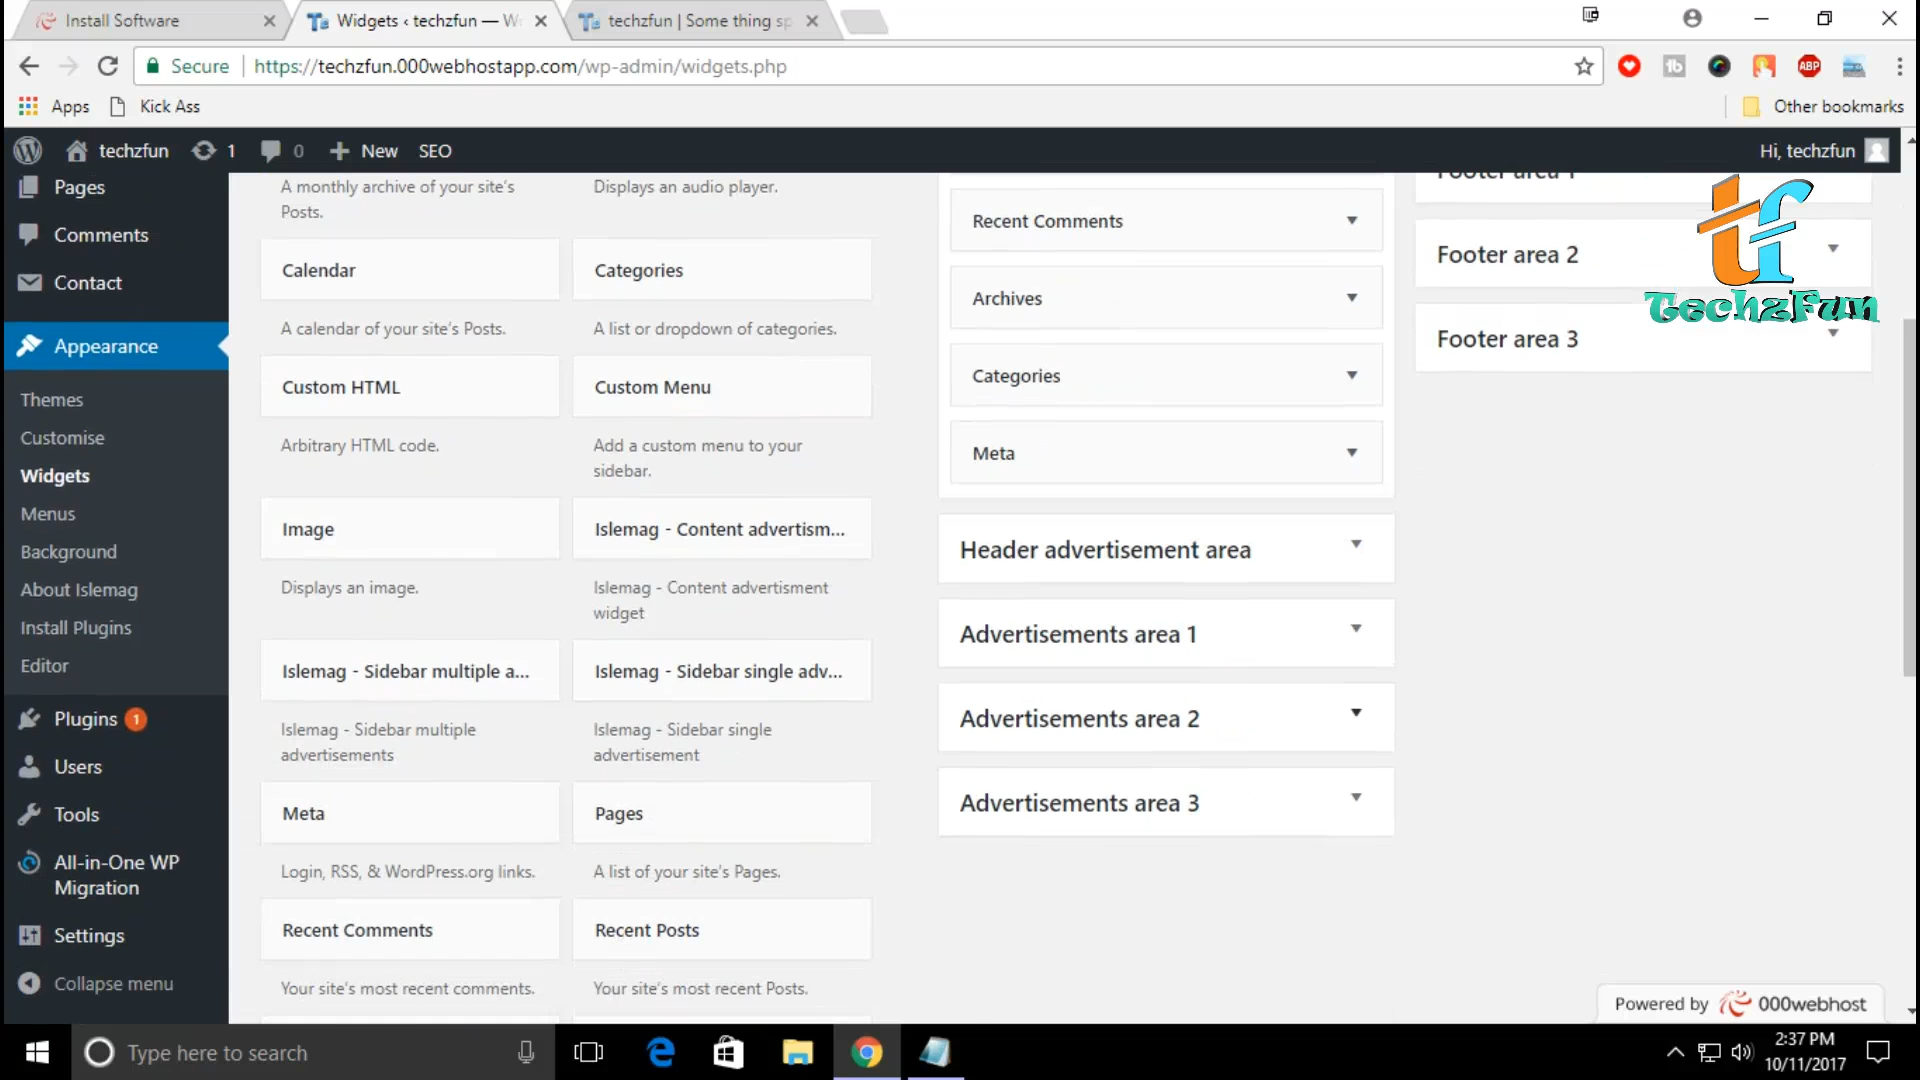 Install Software
Widgets ‹ techzfun — W
techzfun | Some thing sp
Secure
https://techzfun.000webhostapp.com/wp-admin/widgets.php
tb
ABP
Apps
Kick Ass
Other bookmarks
techzfun
1
0
New
SEO
Hi, techzfun
Pages
Comments
Contact
Appearance
Themes
Customise
Widgets
Menus
Background
About Islemag
Install Plugins
Editor
Plugins 1
Users
Tools
All-in-One WP
Migration
Settings
Collapse menu
A monthly archive of your site's
Posts.
Displays an audio player.
Calendar
Categories
A calendar of your site's Posts.
A list or dropdown of categories.
Custom HTML
Custom Menu
Arbitrary HTML code.
Add a custom menu to your
sidebar.
Image
Islemag - Content advertism...
Displays an image.
Islemag - Content advertisment
widget
Islemag - Sidebar multiple a...
Islemag - Sidebar single adv...
Islemag - Sidebar multiple
advertisements
Islemag - Sidebar single
advertisement
Meta
Pages
Login, RSS, & WordPress.org links.
A list of your site's Pages.
Recent Comments
Recent Posts
Your site's most recent comments.
Your site's most recent Posts.
Recent Comments
Archives
Categories
Meta
Header advertisement area
Advertisements area 1
Advertisements area 2
Advertisements area 3
Footer area 1
Footer area 2
Footer area 3
tf
TechzFun
Powered by 000webhost
Type here to search
2:37 PM
10/11/2017